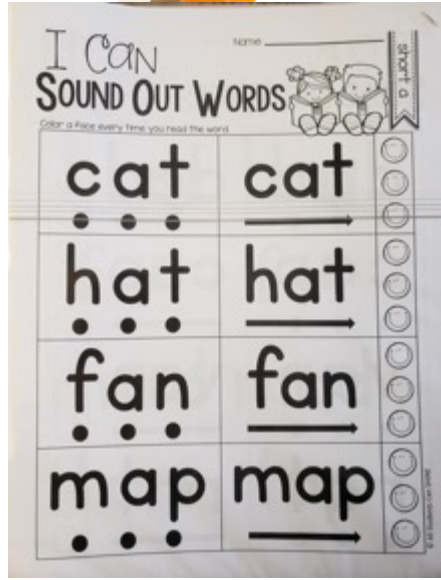 I Can
Name
SOUND OUT WORDS
short a
Color a face every time you read the word.
cat cat
hat hat
fan fan
map map